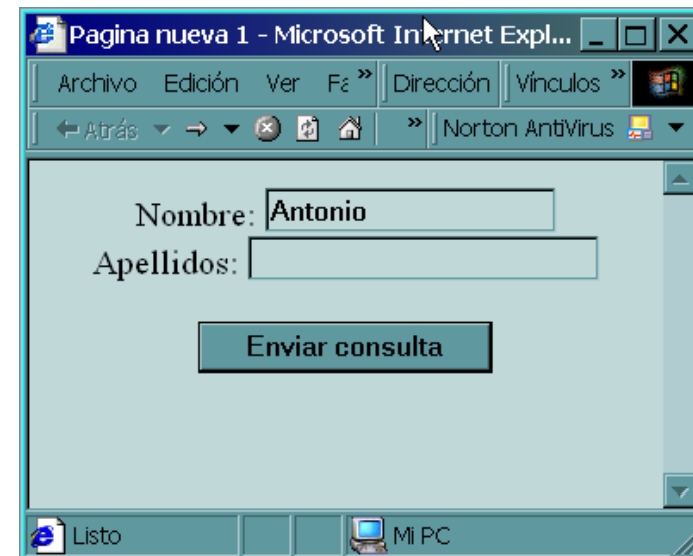 Pagina nueva 1 - Microsoft Internet Expl...
Archivo Edición Ver Fa » Dirección Vínculos »
Atrás » Norton AntiVirus
Nombre: Antonio
Apellidos:
Enviar consulta
Listo Mi PC